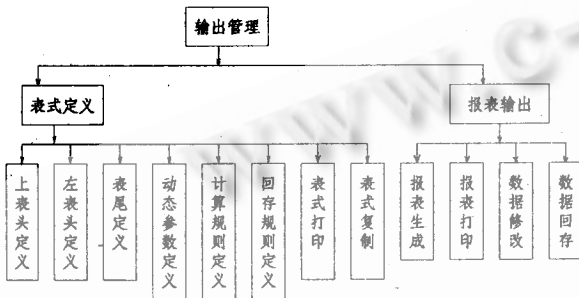 输出管理
表式定义
报表输出
上表头定义
左表头定义
表尾定义
动态参数定义
计算规则定义
回存规则定义
表式打印
表式复制
报表生成
报表打印
数据修改
数据回存
www.c-